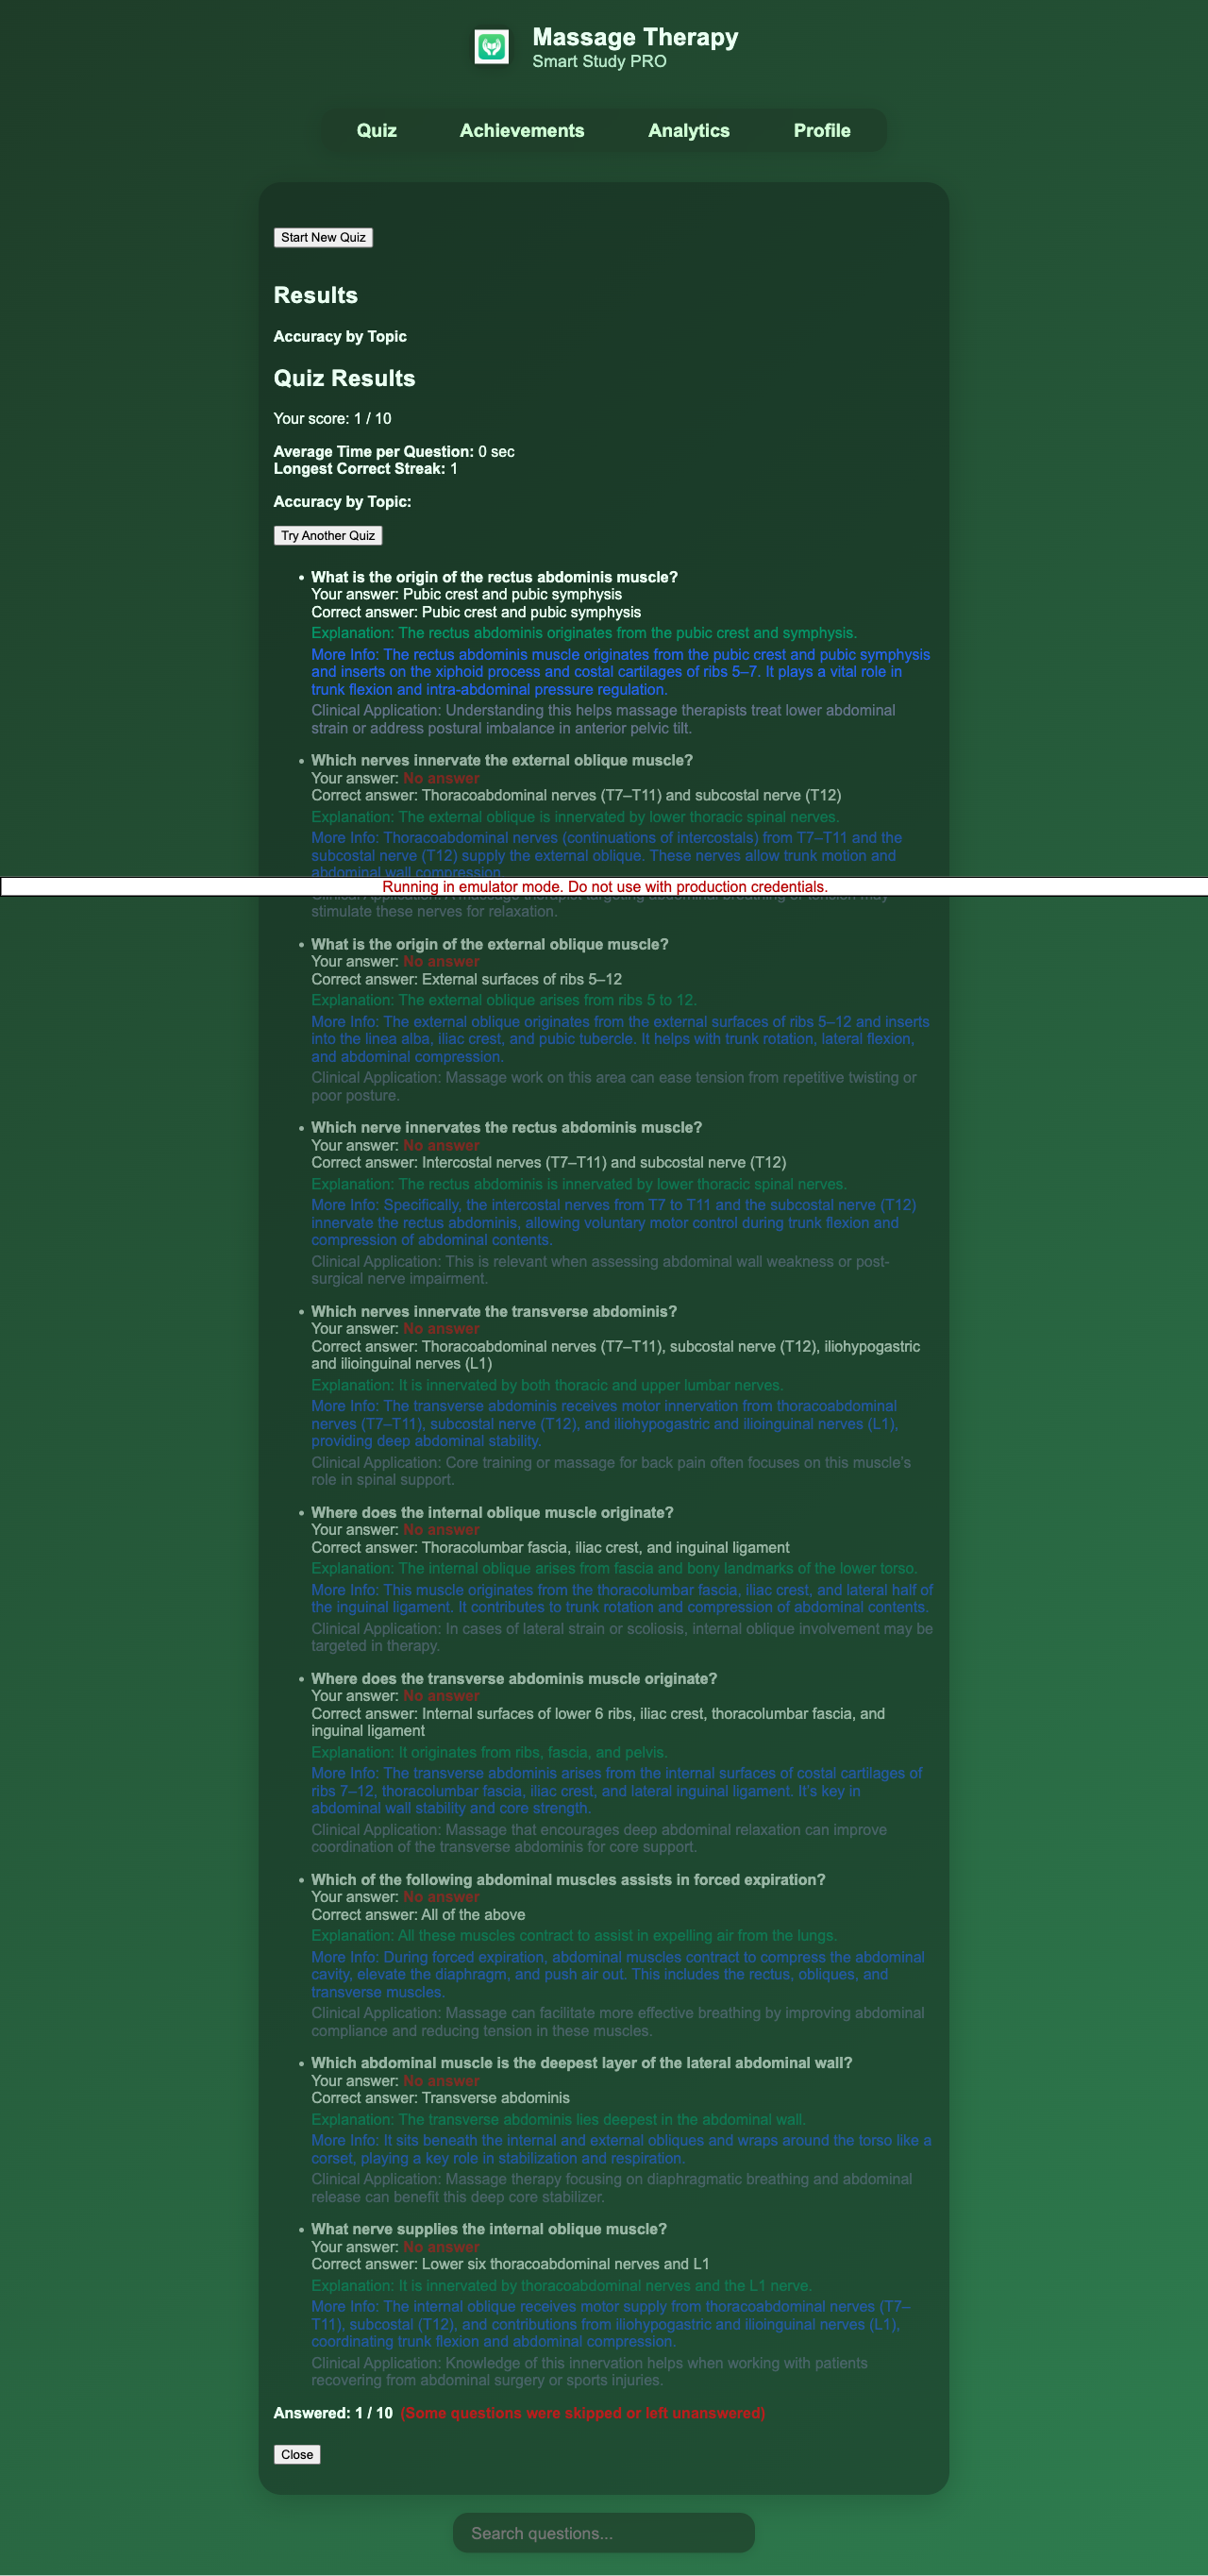 Massage Therapy
Smart Study PRO
Quiz Achievements Analytics Profile
Start New Quiz
Results
Accuracy by Topic
Quiz Results
Your score: 1 / 10
Average Time per Question: 0 sec
Longest Correct Streak: 1
Accuracy by Topic:
Try Another Quiz
• What is the origin of the rectus abdominis muscle?
Your answer: Pubic crest and pubic symphysis
Correct answer: Pubic crest and pubic symphysis
Explanation: The rectus abdominis originates from the pubic crest and symphysis.
More Info: The rectus abdominis muscle originates from the pubic crest and pubic symphysis
and inserts on the xiphoid process and costal cartilages of ribs 5–7. It plays a vital role in
trunk flexion and intra-abdominal pressure regulation.
Clinical Application: Understanding this helps massage therapists treat lower abdominal
strain or address postural imbalance in anterior pelvic tilt.
• Which nerves innervate the external oblique muscle?
Your answer: No answer
Correct answer: Thoracoabdominal nerves (T7–T11) and subcostal nerve (T12)
Explanation: The external oblique is innervated by lower thoracic spinal nerves.
More Info: Thoracoabdominal nerves (continuations of intercostals) from T7–T11 and the
subcostal nerve (T12) supply the external oblique. These nerves allow trunk motion and
abdominal wall compression.
Running in emulator mode. Do not use with production credentials.
Clinical Application: A massage therapist targeting abdominal breathing or tension may
stimulate these nerves for relaxation.
• What is the origin of the external oblique muscle?
Your answer: No answer
Correct answer: External surfaces of ribs 5–12
Explanation: The external oblique arises from ribs 5 to 12.
More Info: The external oblique originates from the external surfaces of ribs 5–12 and inserts
into the linea alba, iliac crest, and pubic tubercle. It helps with trunk rotation, lateral flexion,
and abdominal compression.
Clinical Application: Massage work on this area can ease tension from repetitive twisting or
poor posture.
• Which nerve innervates the rectus abdominis muscle?
Your answer: No answer
Correct answer: Intercostal nerves (T7–T11) and subcostal nerve (T12)
Explanation: The rectus abdominis is innervated by lower thoracic spinal nerves.
More Info: Specifically, the intercostal nerves from T7 to T11 and the subcostal nerve (T12)
innervate the rectus abdominis, allowing voluntary motor control during trunk flexion and
compression of abdominal contents.
Clinical Application: This is relevant when assessing abdominal wall weakness or post-
surgical nerve impairment.
• Which nerves innervate the transverse abdominis?
Your answer: No answer
Correct answer: Thoracoabdominal nerves (T7–T11), subcostal nerve (T12), iliohypogastric
and ilioinguinal nerves (L1)
Explanation: It is innervated by both thoracic and upper lumbar nerves.
More Info: The transverse abdominis receives motor innervation from thoracoabdominal
nerves (T7–T11), subcostal nerve (T12), and iliohypogastric and ilioinguinal nerves (L1),
providing deep abdominal stability.
Clinical Application: Core training or massage for back pain often focuses on this muscle's
role in spinal support.
• Where does the internal oblique muscle originate?
Your answer: No answer
Correct answer: Thoracolumbar fascia, iliac crest, and inguinal ligament
Explanation: The internal oblique arises from fascia and bony landmarks of the lower torso.
More Info: This muscle originates from the thoracolumbar fascia, iliac crest, and lateral half of
the inguinal ligament. It contributes to trunk rotation and compression of abdominal contents.
Clinical Application: In cases of lateral strain or scoliosis, internal oblique involvement may be
targeted in therapy.
• Where does the transverse abdominis muscle originate?
Your answer: No answer
Correct answer: Internal surfaces of lower 6 ribs, iliac crest, thoracolumbar fascia, and
inguinal ligament
Explanation: It originates from ribs, fascia, and pelvis.
More Info: The transverse abdominis arises from the internal surfaces of costal cartilages of
ribs 7–12, thoracolumbar fascia, iliac crest, and lateral inguinal ligament. It's key in
abdominal wall stability and core strength.
Clinical Application: Massage that encourages deep abdominal relaxation can improve
coordination of the transverse abdominis for core support.
• Which of the following abdominal muscles assists in forced expiration?
Your answer: No answer
Correct answer: All of the above
Explanation: All these muscles contract to assist in expelling air from the lungs.
More Info: During forced expiration, abdominal muscles contract to compress the abdominal
cavity, elevate the diaphragm, and push air out. This includes the rectus, obliques, and
transverse muscles.
Clinical Application: Massage can facilitate more effective breathing by improving abdominal
compliance and reducing tension in these muscles.
• Which abdominal muscle is the deepest layer of the lateral abdominal wall?
Your answer: No answer
Correct answer: Transverse abdominis
Explanation: The transverse abdominis lies deepest in the abdominal wall.
More Info: It sits beneath the internal and external obliques and wraps around the torso like a
corset, playing a key role in stabilization and respiration.
Clinical Application: Massage therapy focusing on diaphragmatic breathing and abdominal
release can benefit this deep core stabilizer.
• What nerve supplies the internal oblique muscle?
Your answer: No answer
Correct answer: Lower six thoracoabdominal nerves and L1
Explanation: It is innervated by thoracoabdominal nerves and the L1 nerve.
More Info: The internal oblique receives motor supply from thoracoabdominal nerves (T7–
T11), subcostal (T12), and contributions from iliohypogastric and ilioinguinal nerves (L1),
coordinating trunk flexion and abdominal compression.
Clinical Application: Knowledge of this innervation helps when working with patients
recovering from abdominal surgery or sports injuries.
Answered: 1 / 10 (Some questions were skipped or left unanswered)
Close
Search questions...